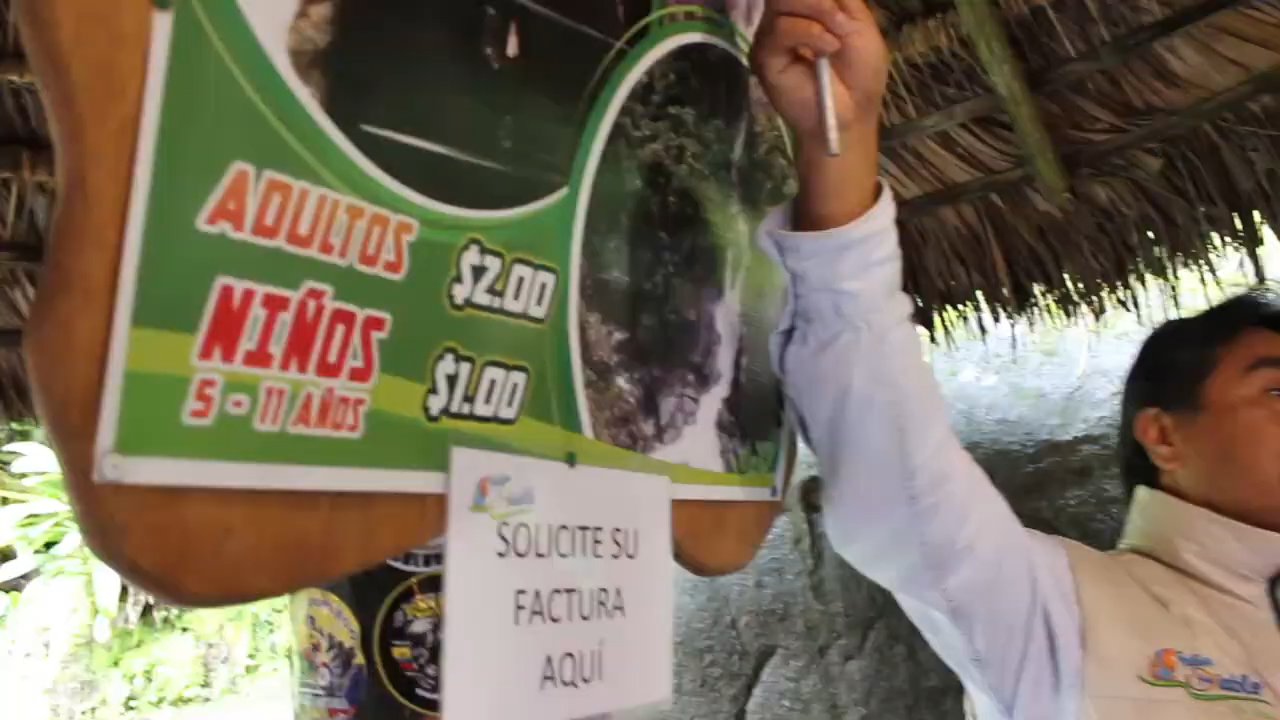 ADULTOS $2.00
NIÑOS $1.00
5 - 11 AÑOS
SOLICITE SU
FACTURA
AQUÍ